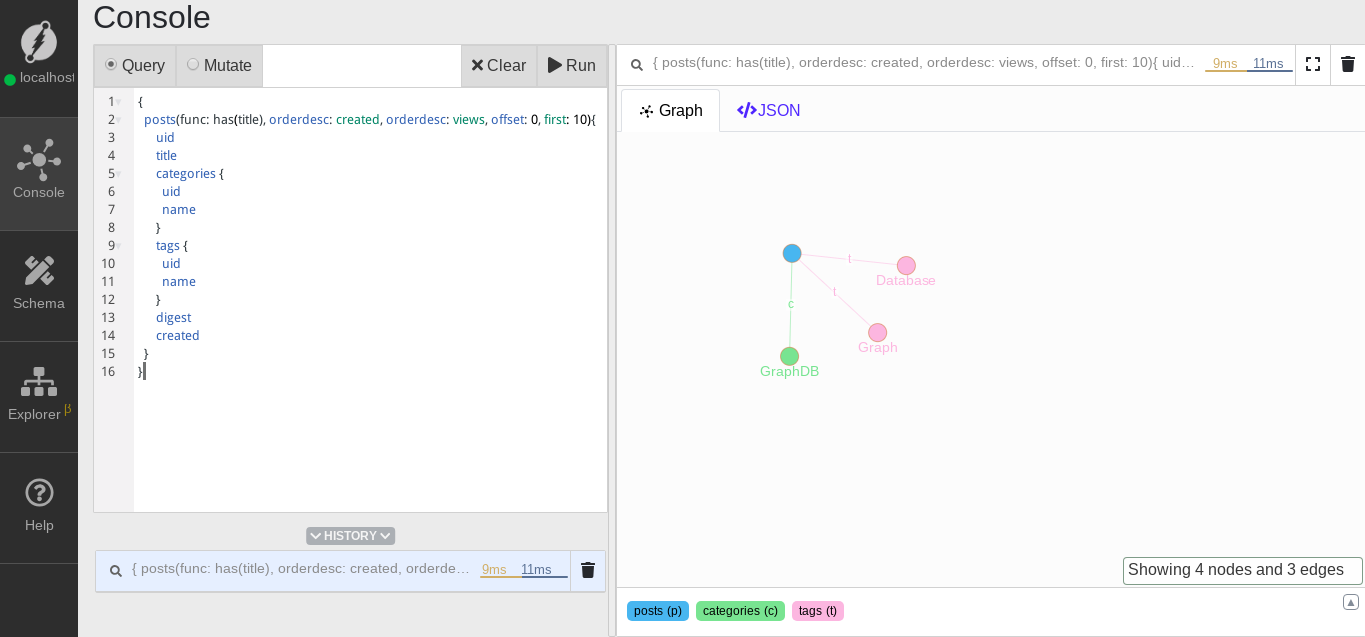 Console
localhost
Console
Schema
Explorer β
Help
Query
Mutate
Clear
Run
1 {
2 posts(func: has(title), orderdesc: created, orderdesc: views, offset: 0, first: 10){
3 uid
4 title
5 categories {
6 uid
7 name
8 }
9 tags {
10 uid
11 name
12 }
13 digest
14 created
15 }
16 }
HISTORY
{ posts(func: has(title), orderdesc: created, orderde...
9ms
11ms
{ posts(func: has(title), orderdesc: created, orderdesc: views, offset: 0, first: 10){ uid...
9ms
11ms
Graph
JSON
t
Database
t
c
Graph
GraphDB
Showing 4 nodes and 3 edges
posts (p)
categories (c)
tags (t)